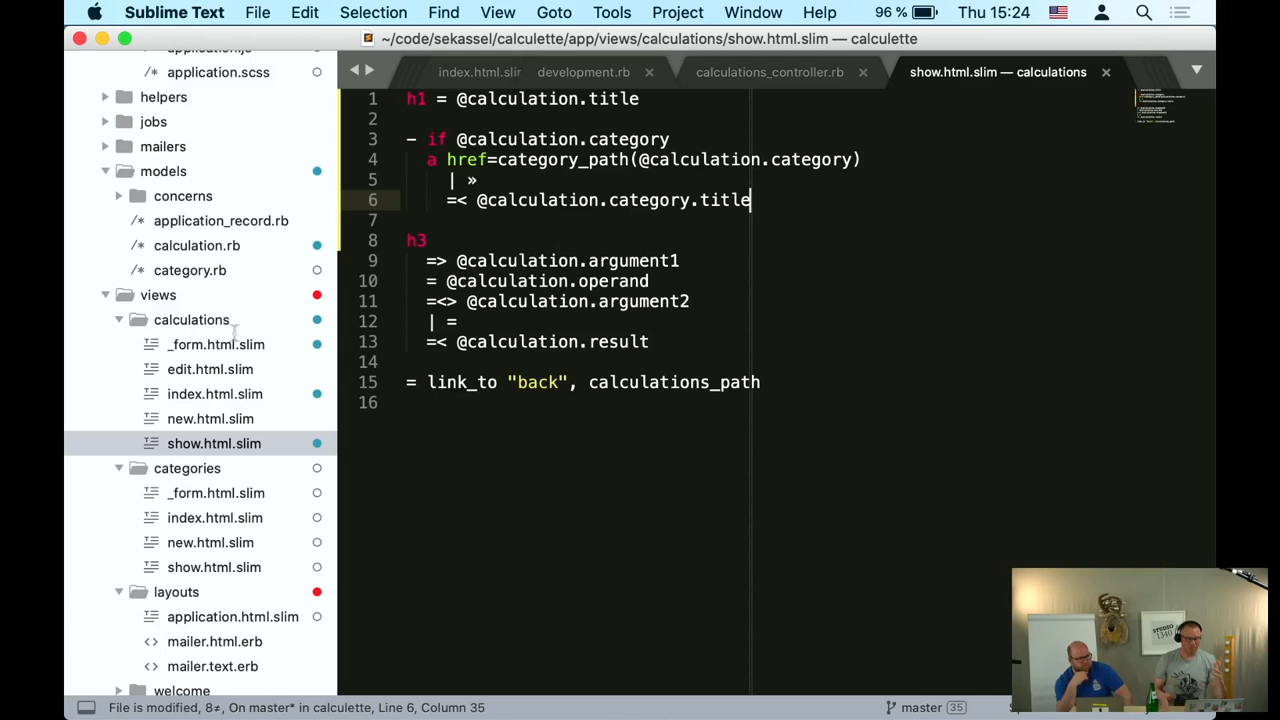 Sublime Text File Edit Selection Find View Goto Tools Project Window Help 96 % Thu 15:24
~/code/sekassel/calculette/app/views/calculations/show.html.slim — calculette
application.js
/* application.scss
helpers
jobs
mailers
models
concerns
application_record.rb
/* calculation.rb
/* category.rb
views
calculations
_form.html.slim
edit.html.slim
index.html.slim
new.html.slim
show.html.slim
categories
_form.html.slim
index.html.slim
new.html.slim
show.html.slim
layouts
application.html.slim
<> mailer.html.erb
<> mailer.text.erb
welcome
index.html.slin development.rb × calculations_controller.rb × show.html.slim — calculations ×
1 h1 = @calculation.title
2
3 - if @calculation.category
4 a href=category_path(@calculation.category)
5 | »
6 =< @calculation.category.title
7
8 h3
9 => @calculation.argument1
10 = @calculation.operand
11 =<> @calculation.argument2
12 | =
13 =< @calculation.result
14
15 = link_to "back", calculations_path
16
STUDIO
1340
File is modified, 8≠, On master* in calculette, Line 6, Column 35
master 35